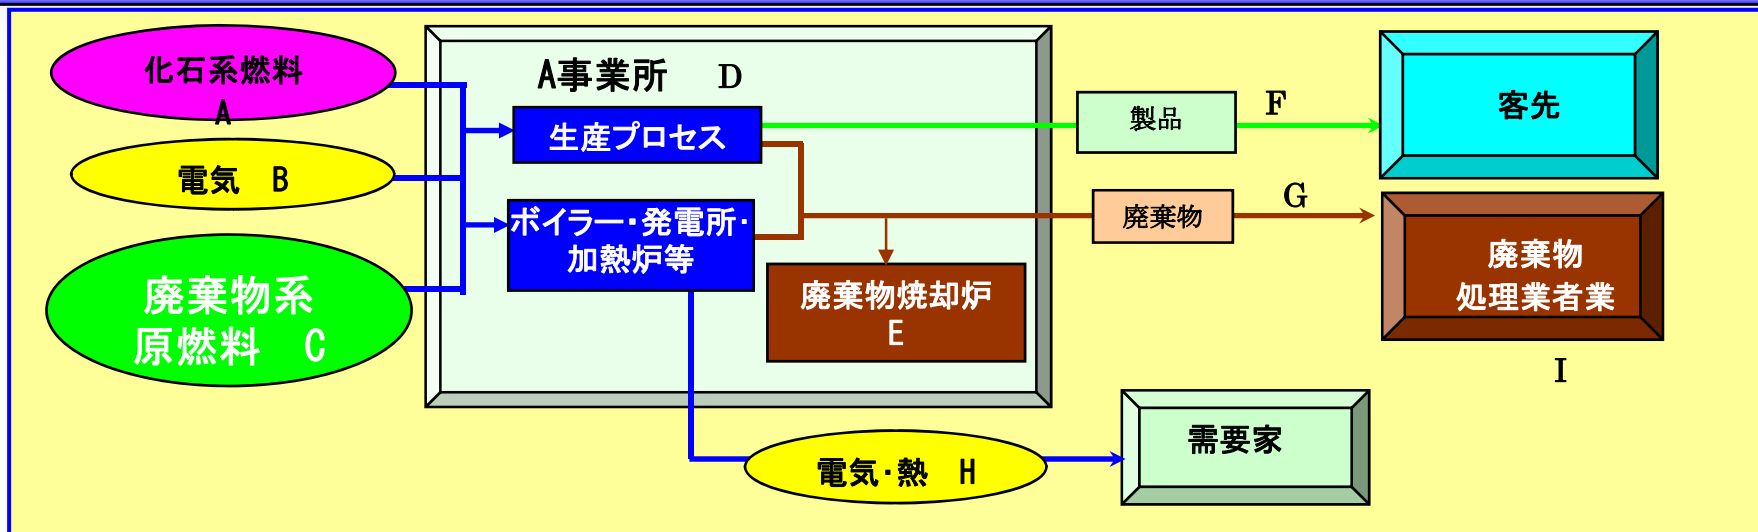 化石系燃料
A
電気 B
廃棄物系
原燃料 C
A事業所 D
生産プロセス
ボイラー・発電所・
加熱炉等
廃棄物焼却炉
E
製品
F
客先
廃棄物
G
廃棄物
処理業者業
I
電気・熱 H
需要家